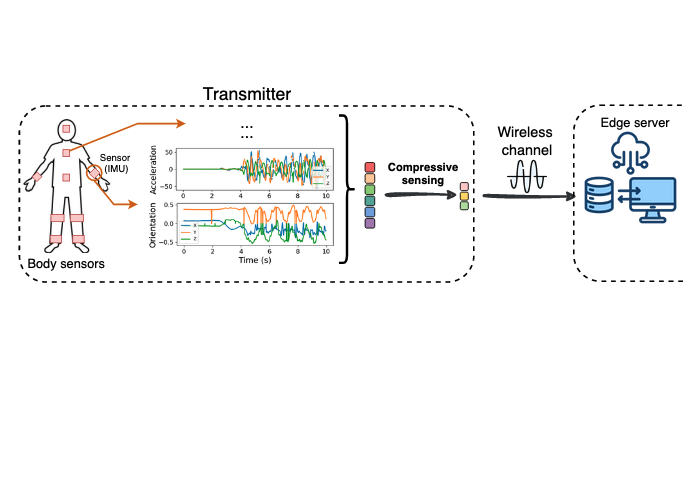 Transmitter
Edge server
Wireless
channel
...
...
Sensor
(IMU)
Acceleration
50
0
−50
X
Y
Z
0 2 4 6 8 10
Compressive
sensing
Orientation
0.5
0.0
−0.5
X
Y
Z
0 2 4 6 8 10
Time (s)
Body sensors